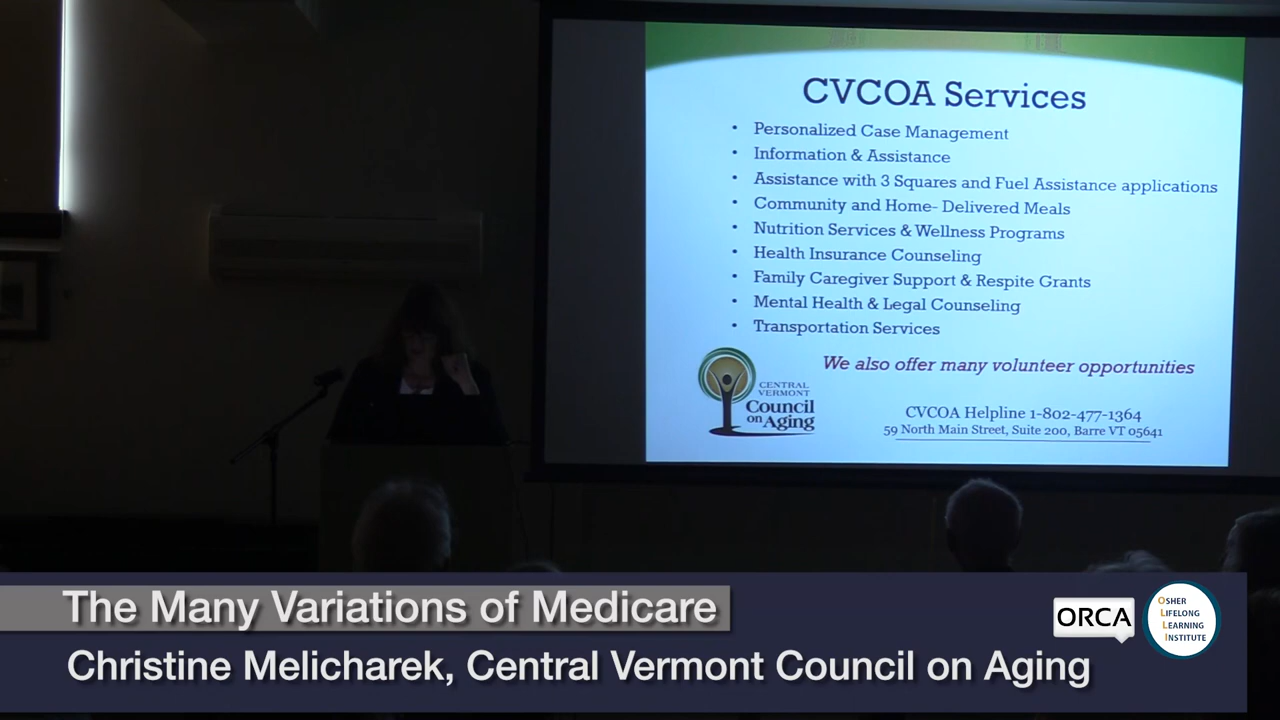 CVCOA Services
• Personalized Case Management
• Information & Assistance
• Assistance with 3 Squares and Fuel Assistance applications
• Community and Home- Delivered Meals
• Nutrition Services & Wellness Programs
• Health Insurance Counseling
• Family Caregiver Support & Respite Grants
• Mental Health & Legal Counseling
• Transportation Services
We also offer many volunteer opportunities
CENTRAL
VERMONT
Council
on Aging
CVCOA Helpline 1-802-477-1364
59 North Main Street, Suite 200, Barre VT 05641
The Many Variations of Medicare
Christine Melicharek, Central Vermont Council on Aging
ORCA
OSHER
LIFELONG
LEARNING
INSTITUTE